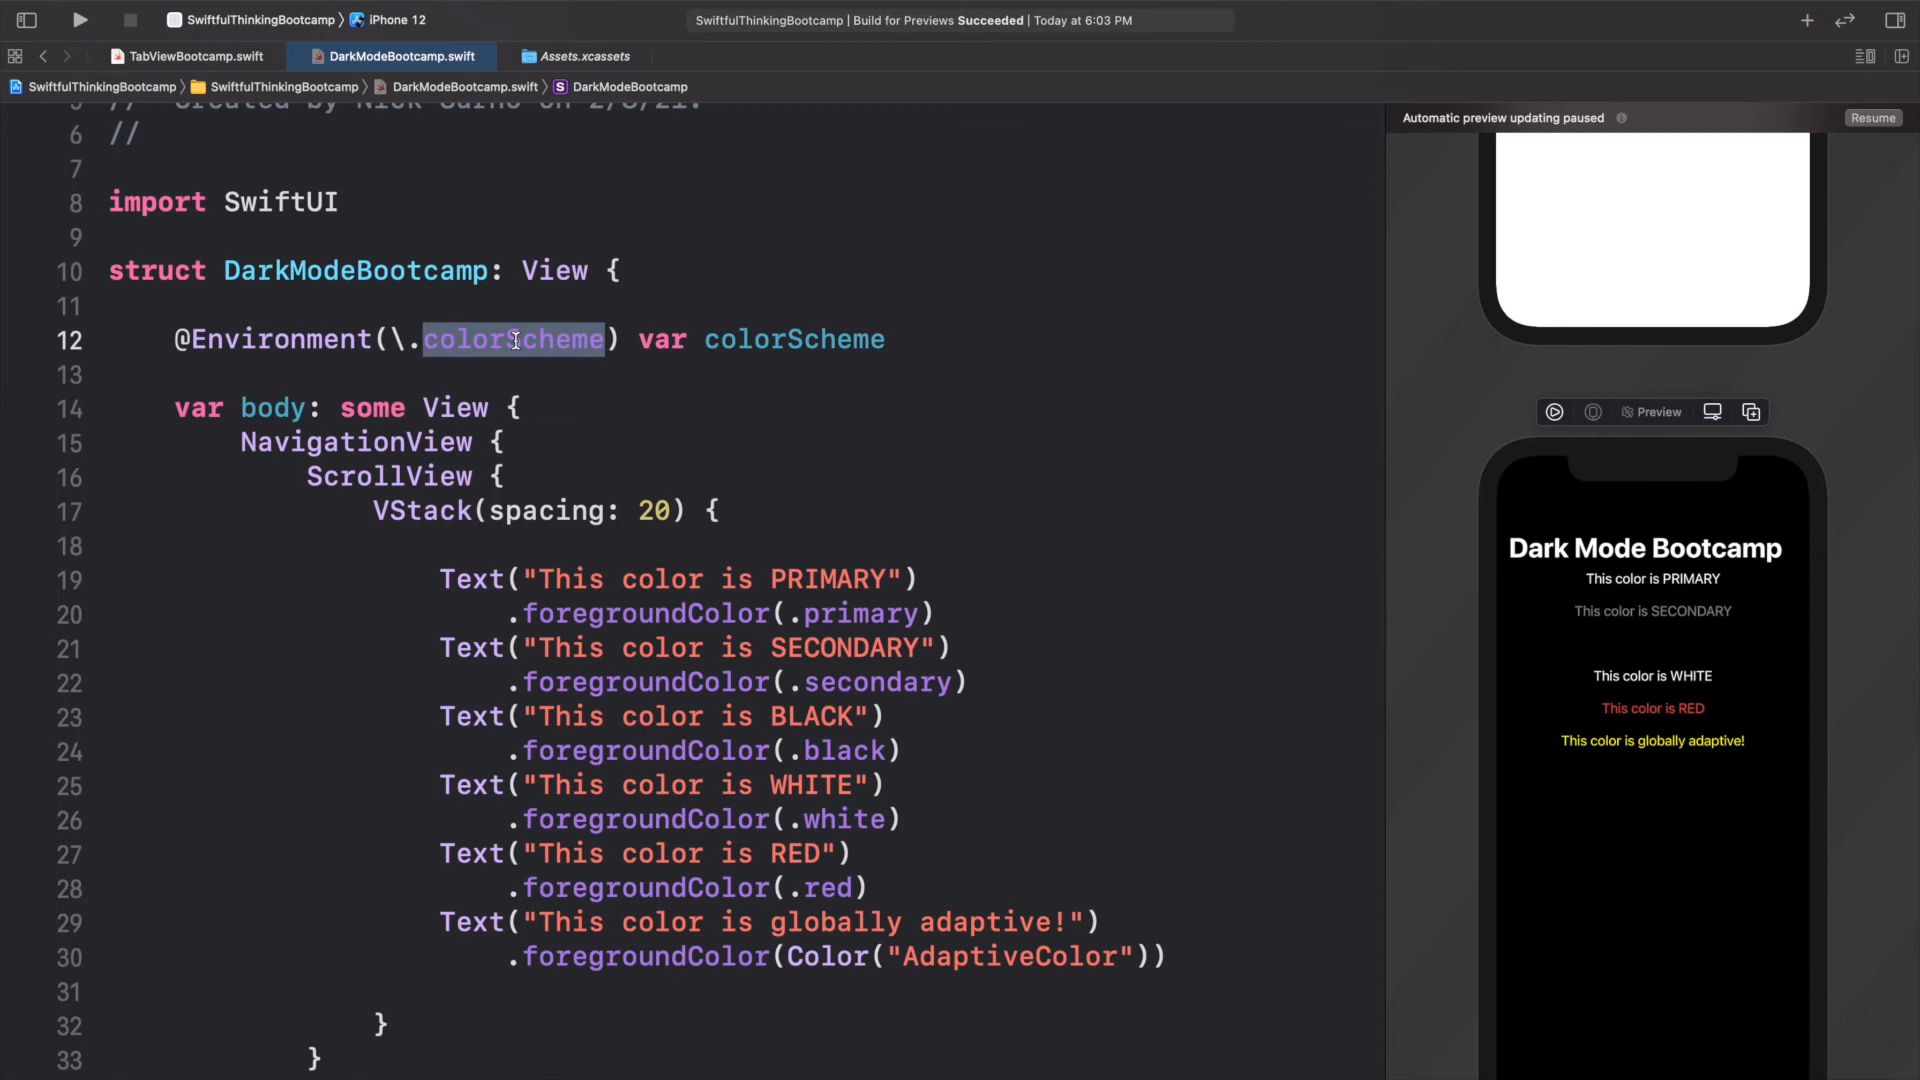 SwiftfulThinkingBootcamp 〉 iPhone 12
SwiftfulThinkingBootcamp | Build for Previews Succeeded | Today at 6:03 PM
TabViewBootcamp.swift
DarkModeBootcamp.swift
Assets.xcassets
SwiftfulThinkingBootcamp 〉 SwiftfulThinkingBootcamp 〉 DarkModeBootcamp.swift 〉 S DarkModeBootcamp
6 //
7
8 import SwiftUI
9
10 struct DarkModeBootcamp: View {
11
12 @Environment(\.colorScheme) var colorScheme
13
14 var body: some View {
15 NavigationView {
16 ScrollView {
17 VStack(spacing: 20) {
18
19 Text("This color is PRIMARY")
20 .foregroundColor(.primary)
21 Text("This color is SECONDARY")
22 .foregroundColor(.secondary)
23 Text("This color is BLACK")
24 .foregroundColor(.black)
25 Text("This color is WHITE")
26 .foregroundColor(.white)
27 Text("This color is RED")
28 .foregroundColor(.red)
29 Text("This color is globally adaptive!")
30 .foregroundColor(Color("AdaptiveColor"))
31
32 }
33 }
Automatic preview updating paused
Resume
Preview
Dark Mode Bootcamp
This color is PRIMARY
This color is SECONDARY
This color is WHITE
This color is RED
This color is globally adaptive!